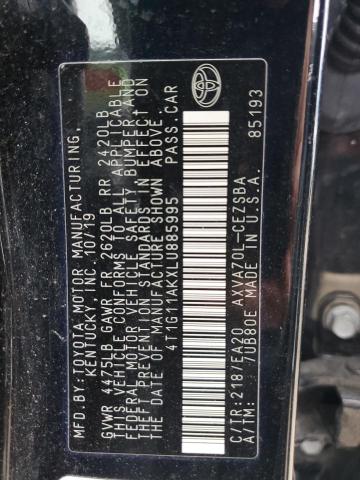 MFD. BY: TOYOTA MOTOR MANUFACTURING,
KENTUCKY, INC. 10/19
GVWR 4475LB GAWR FR 2620LB RR 2420LB
THIS VEHICLE CONFORMS TO ALL APPLICABLE
FEDERAL MOTOR VEHICLE SAFETY, BUMPER, AND
THEFT PREVENTION STANDARDS IN EFFECT ON
THE DATE OF MANUFACTURE SHOWN ABOVE.
4T1G11AKXLU885995 PASS.CAR
C/TR:218/EA20 AXVA70L-CEZSBA
A/TM: /UB80E MADE IN U.S.A. 85193